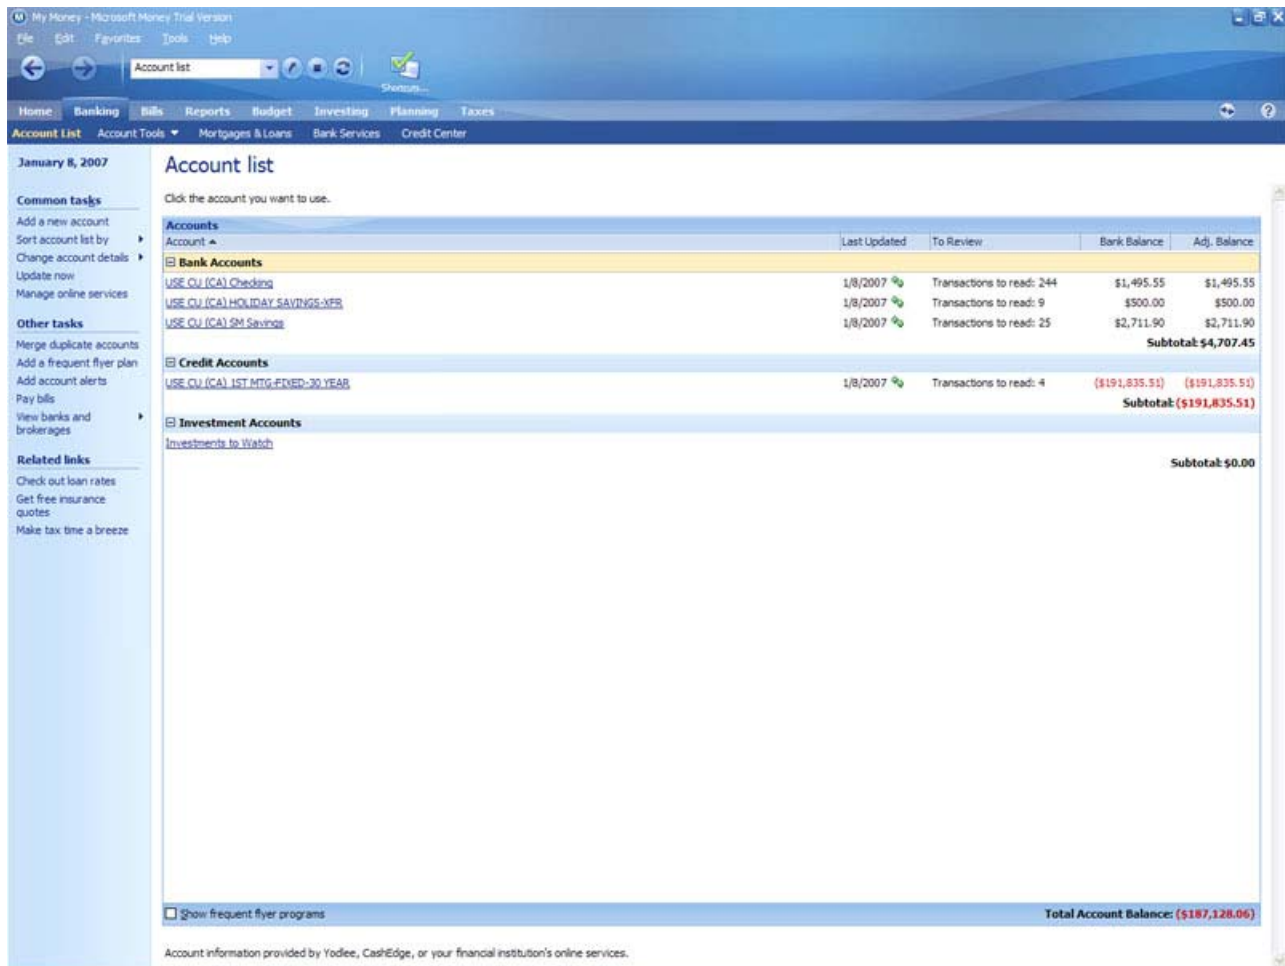 My Money - Microsoft Money Trial Version
File Edit Favorites Tools Help
Account list
Shortcuts...
Home Banking Bills Reports Budget Investing Planning Taxes
Account List Account Tools Mortgages & Loans Bank Services Credit Center
January 8, 2007
Common tasks
Add a new account
Sort account list by
Change account details
Update now
Manage online services
Other tasks
Merge duplicate accounts
Add a frequent flyer plan
Add account alerts
Pay bills
View banks and
brokerages
Related links
Check out loan rates
Get free insurance
quotes
Make tax time a breeze
Account list
Click the account you want to use.
Accounts
Account Last Updated To Review Bank Balance Adj. Balance
Bank Accounts
USE CU (CA) Checking 1/8/2007 Transactions to read: 244 $1,495.55 $1,495.55
USE CU (CA) HOLIDAY SAVINGS-XFR 1/8/2007 Transactions to read: 9 $500.00 $500.00
USE CU (CA) SM Savings 1/8/2007 Transactions to read: 25 $2,711.90 $2,711.90
Subtotal: $4,707.45
Credit Accounts
USE CU (CA) 1ST MTG-FIXED-30 YEAR 1/8/2007 Transactions to read: 4 ($191,835.51) ($191,835.51)
Subtotal: ($191,835.51)
Investment Accounts
Investments to Watch
Subtotal: $0.00
Show frequent flyer programs Total Account Balance: ($187,128.06)
Account information provided by Yodlee, CashEdge, or your financial institution's online services.